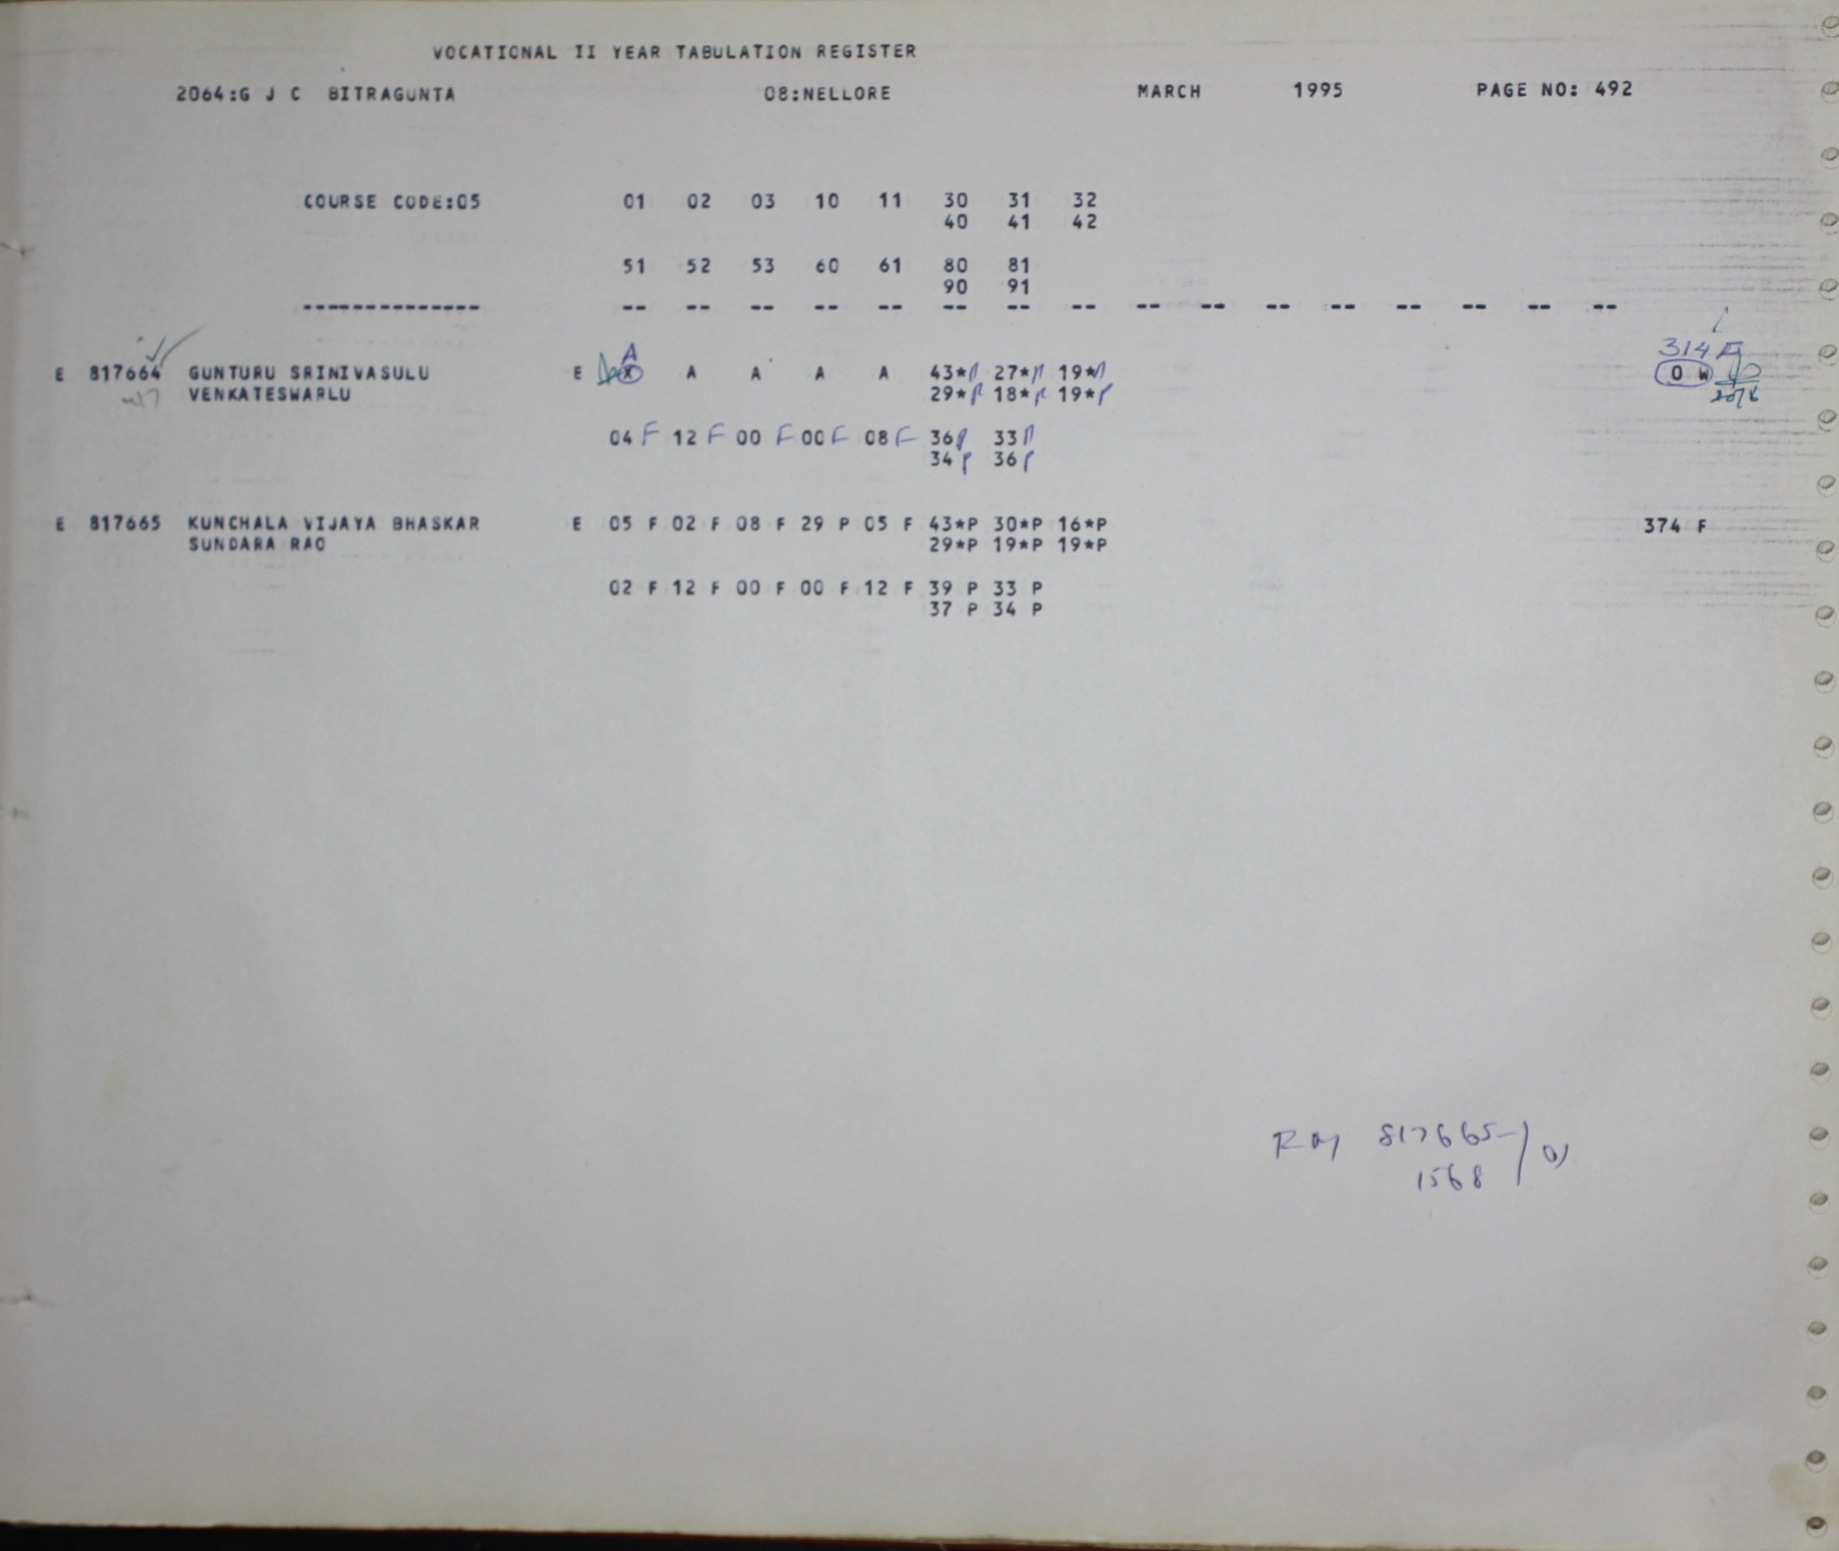 VOCATIONAL II YEAR TABULATION REGISTER
2064:G J C BITRAGUNTA 08:NELLORE MARCH 1995 PAGE NO: 492
COURSE CODE:05 01 02 03 10 11 30 31 32
40 41 42
51 52 53 60 61 80 81
90 91
-------------- -- -- -- -- -- -- -- -- -- -- -- -- -- -- -- --
A 314 F
E 817664 GUNTURU SRINIVASULU E X A A A A 43*P 27*P 19*P 0 W
VENKATESWARLU 29*P 18*P 19*P
04 F 12 F 00 F 00 F 08 F 36P 33P
34 P 36P
E 817665 KUNCHALA VIJAYA BHASKAR E 05 F 02 F 08 F 29 P 05 F 43*P 30*P 16*P 374 F
SUNDARA RAO 29*P 19*P 19*P
02 F 12 F 00 F 00 F 12 F 39 P 33 P
37 P 34 P
817665
1568